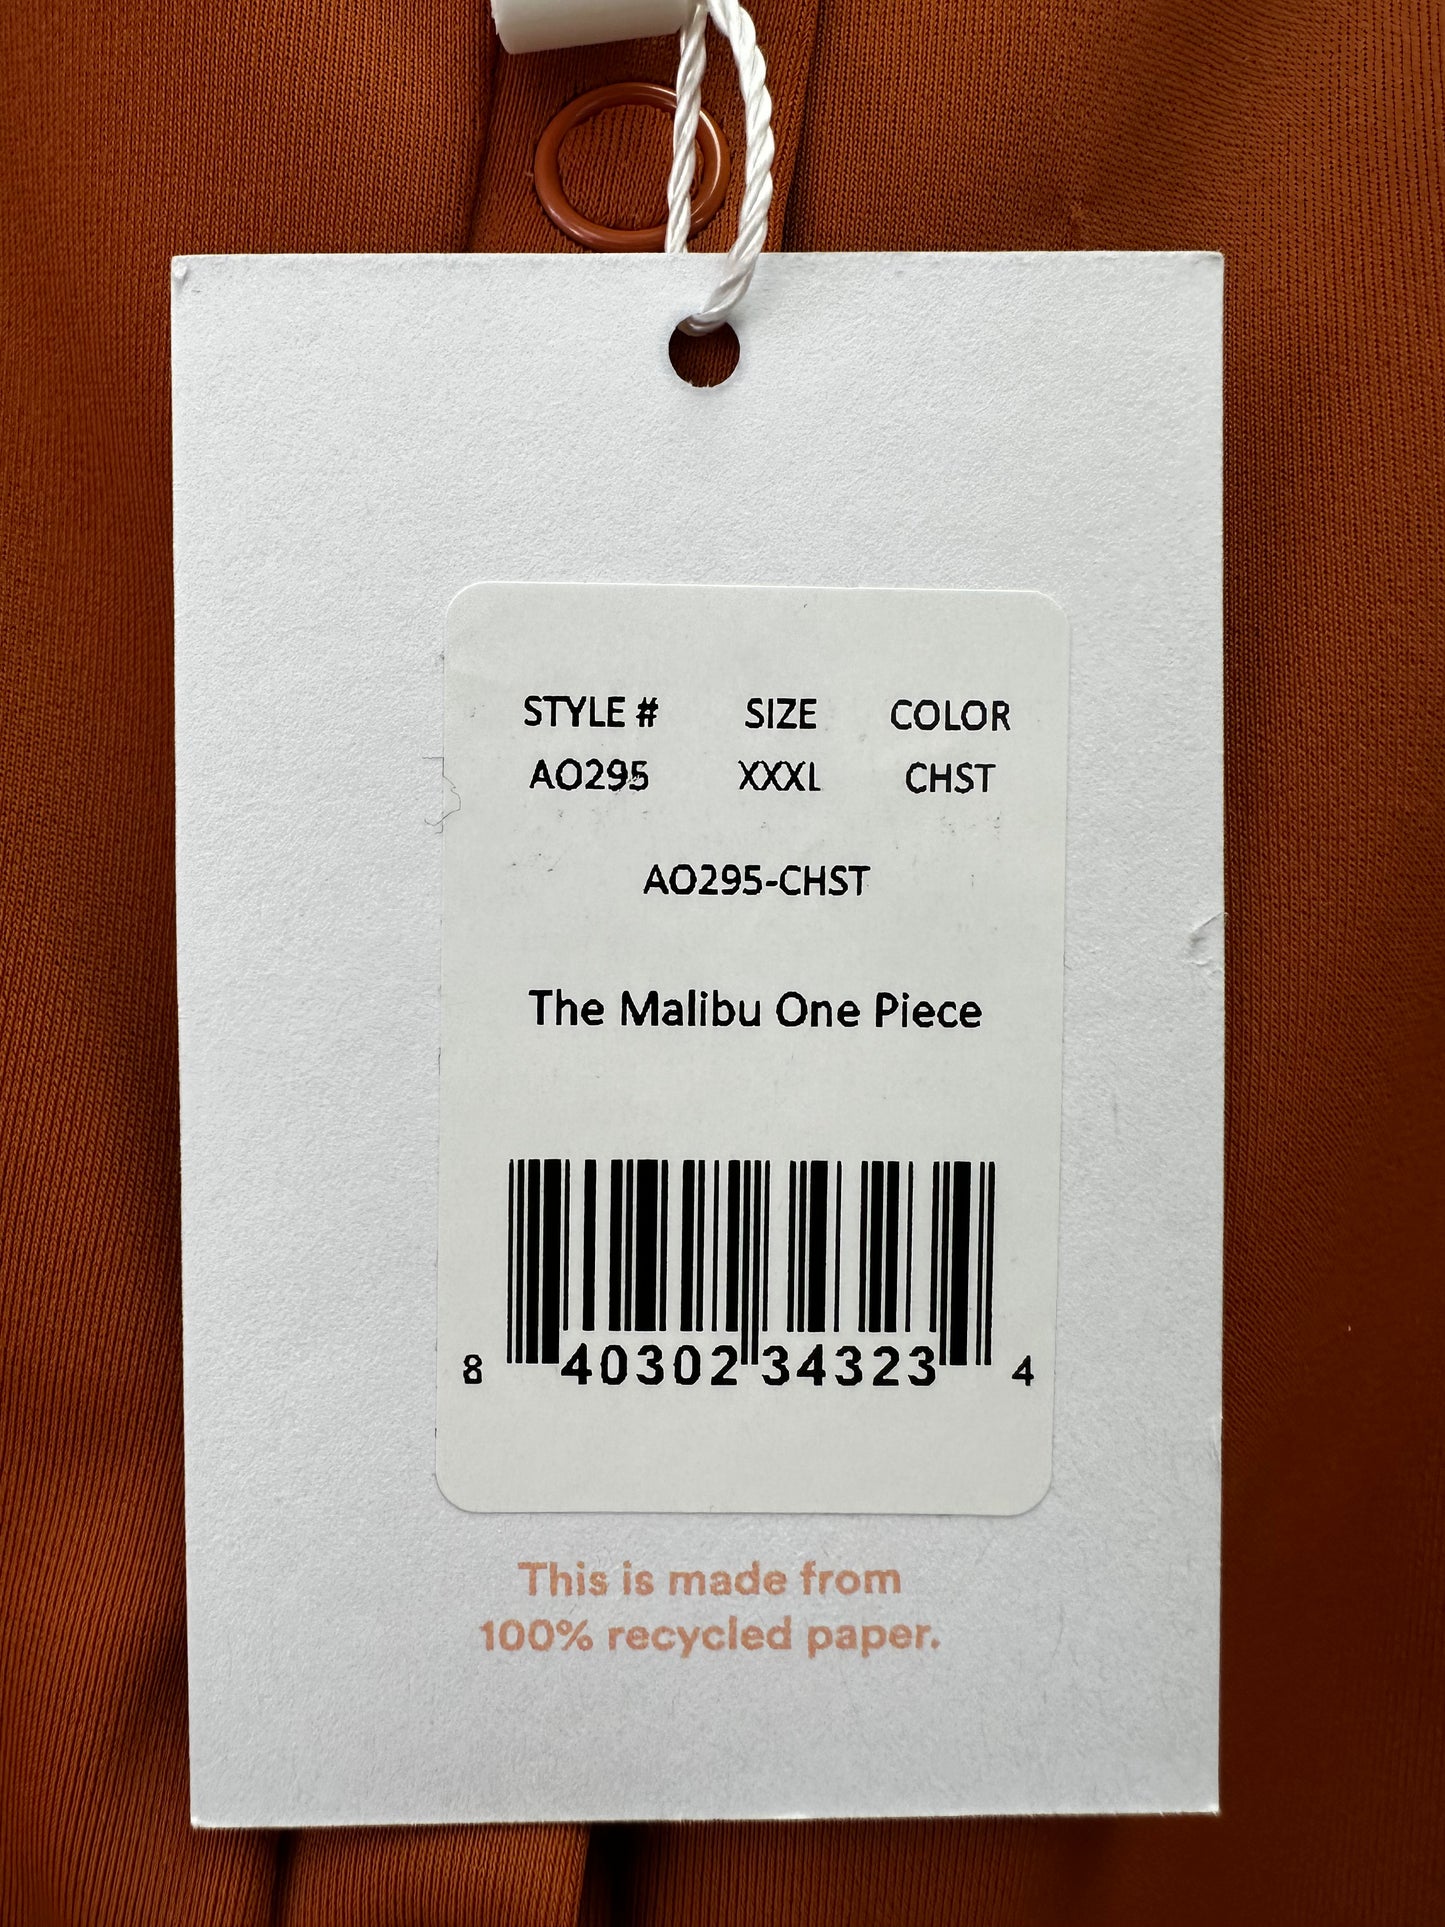 STYLE # SIZE COLOR
AO295 XXXL CHST
AO295-CHST
The Malibu One Piece
8 40302 34323 4
This is made from
100% recycled paper.